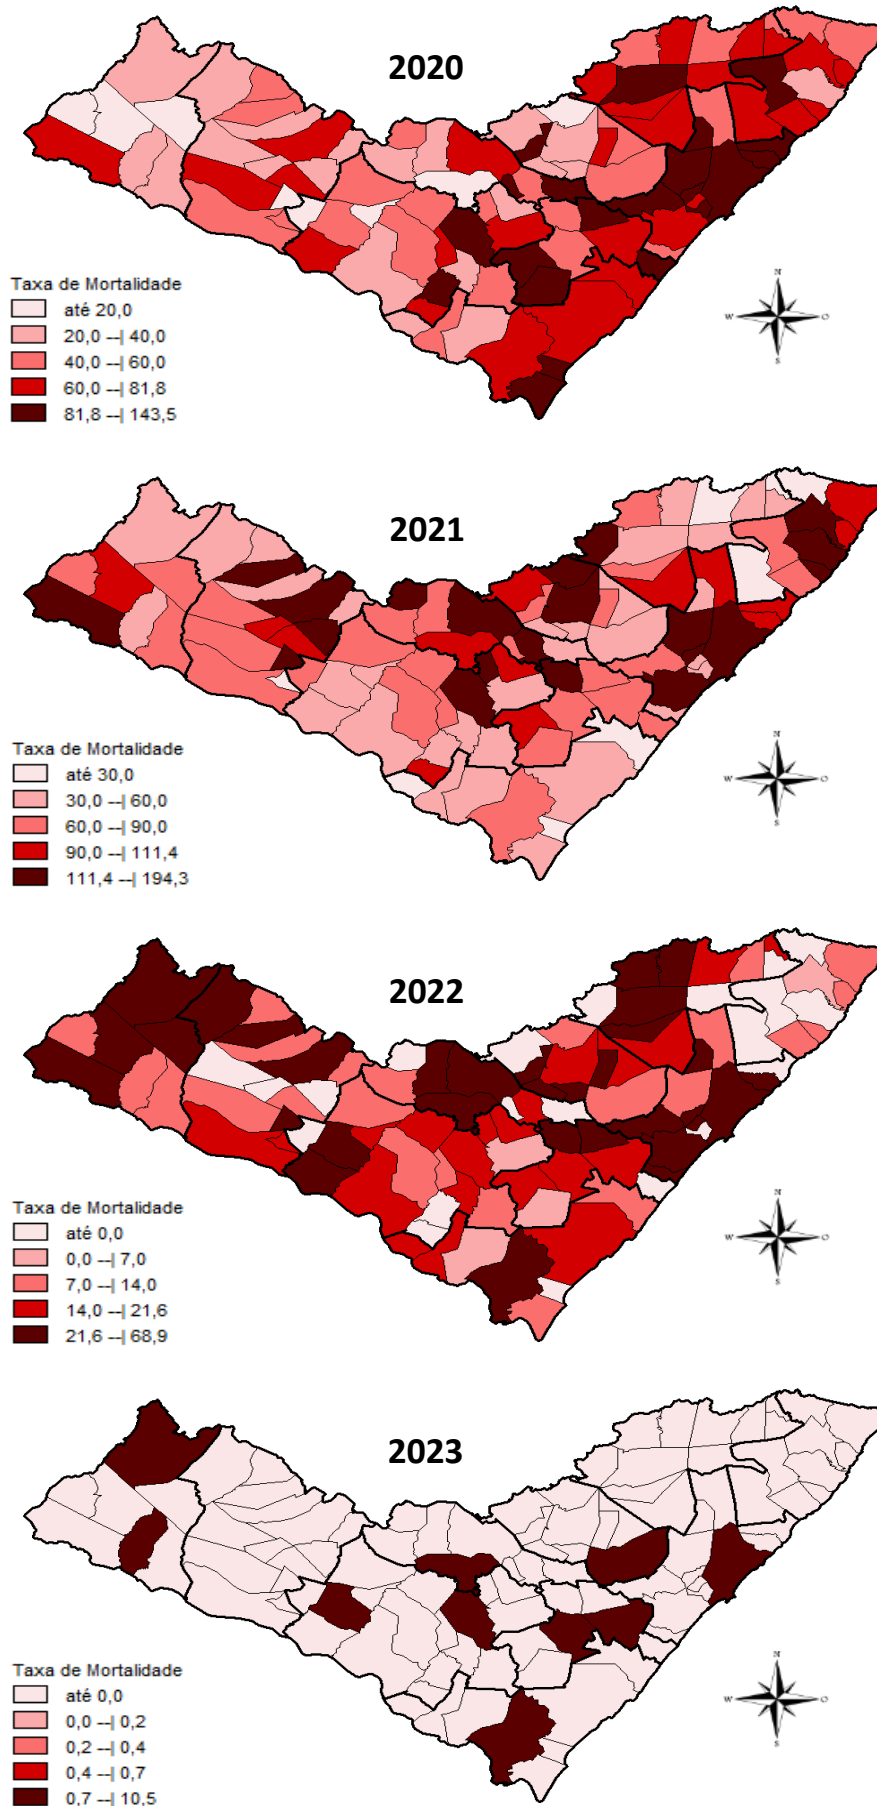 2020
Taxa de Mortalidade
até 20,0
20,0 --| 40,0
40,0 --| 60,0
60,0 --| 81,8
81,8 --| 143,5
N
W
O
S
2021
Taxa de Mortalidade
até 30,0
30,0 --| 60,0
60,0 --| 90,0
90,0 --| 111,4
111,4 --| 194,3
N
W
O
S
2022
Taxa de Mortalidade
até 0,0
0,0 --| 7,0
7,0 --| 14,0
14,0 --| 21,6
21,6 --| 68,9
N
W
O
S
2023
Taxa de Mortalidade
até 0,0
0,0 --| 0,2
0,2 --| 0,4
0,4 --| 0,7
0,7 --| 10,5
N
W
O
S